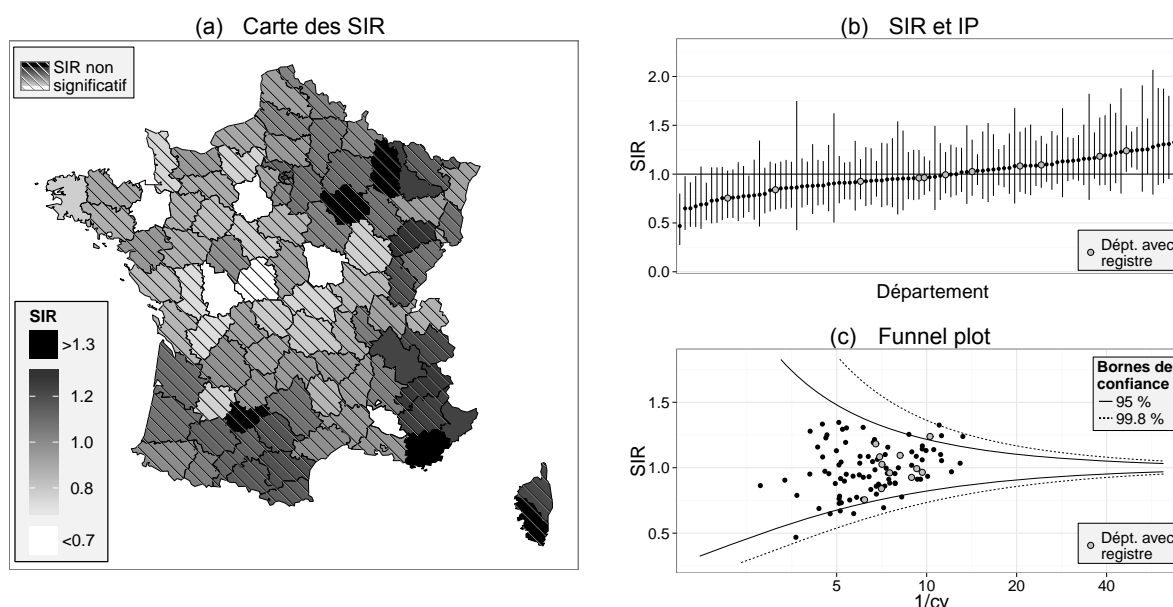 (a) Carte des SIR
SIR non
significatif
SIR
>1.3
1.2
1.0
0.8
<0.7
(b) SIR et IP
SIR
2.0
1.5
1.0
0.5
0.0
Dépt. avec
registre
Département
(c) Funnel plot
SIR
1.5
1.0
0.5
Bornes de
confiance
95 %
99.8 %
Dépt. avec
registre
5
10
20
40
1/cv